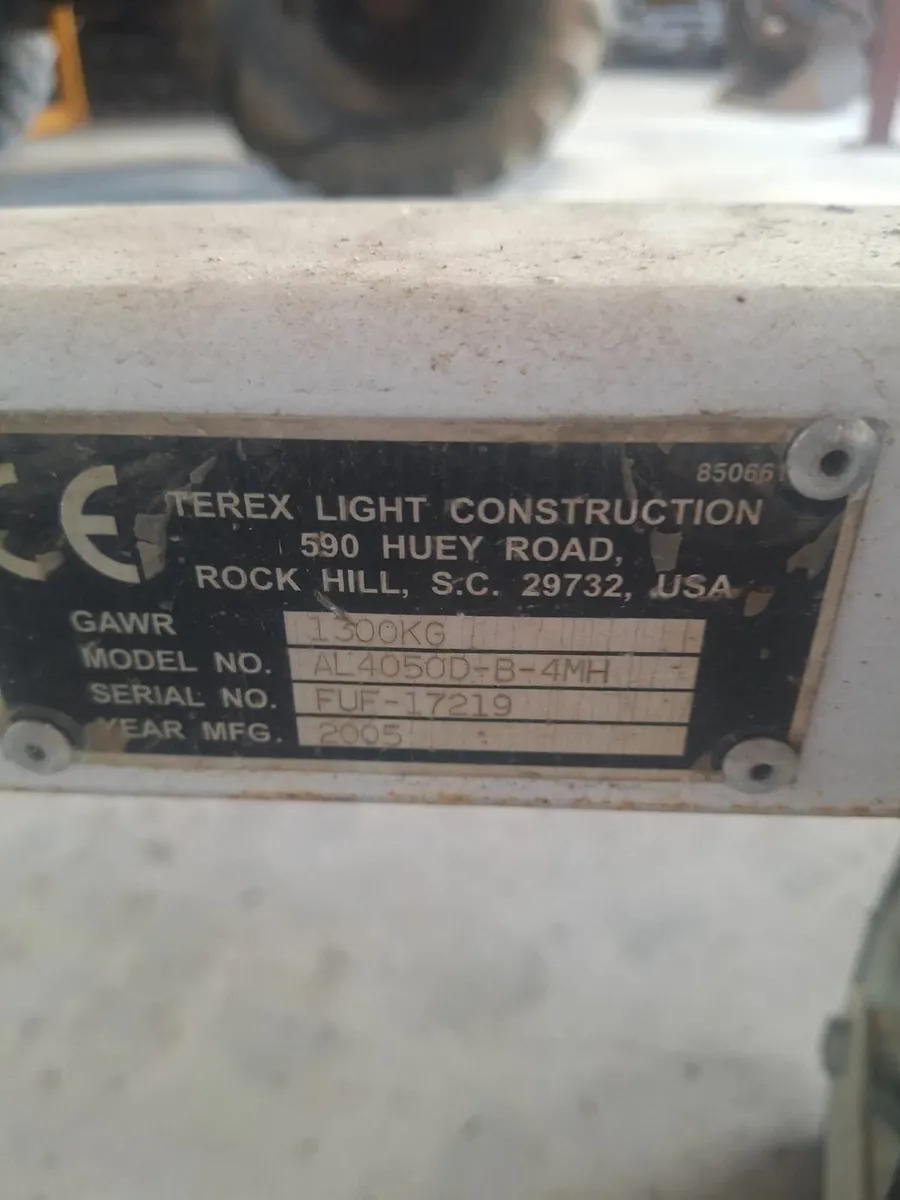 85066
CE TEREX LIGHT CONSTRUCTION
590 HUEY ROAD,
ROCK HILL, S.C. 29732, USA
GAWR 1300KG
MODEL NO. AL4050D-B-4MH
SERIAL NO. FUF-17219
YEAR MFG. 2005